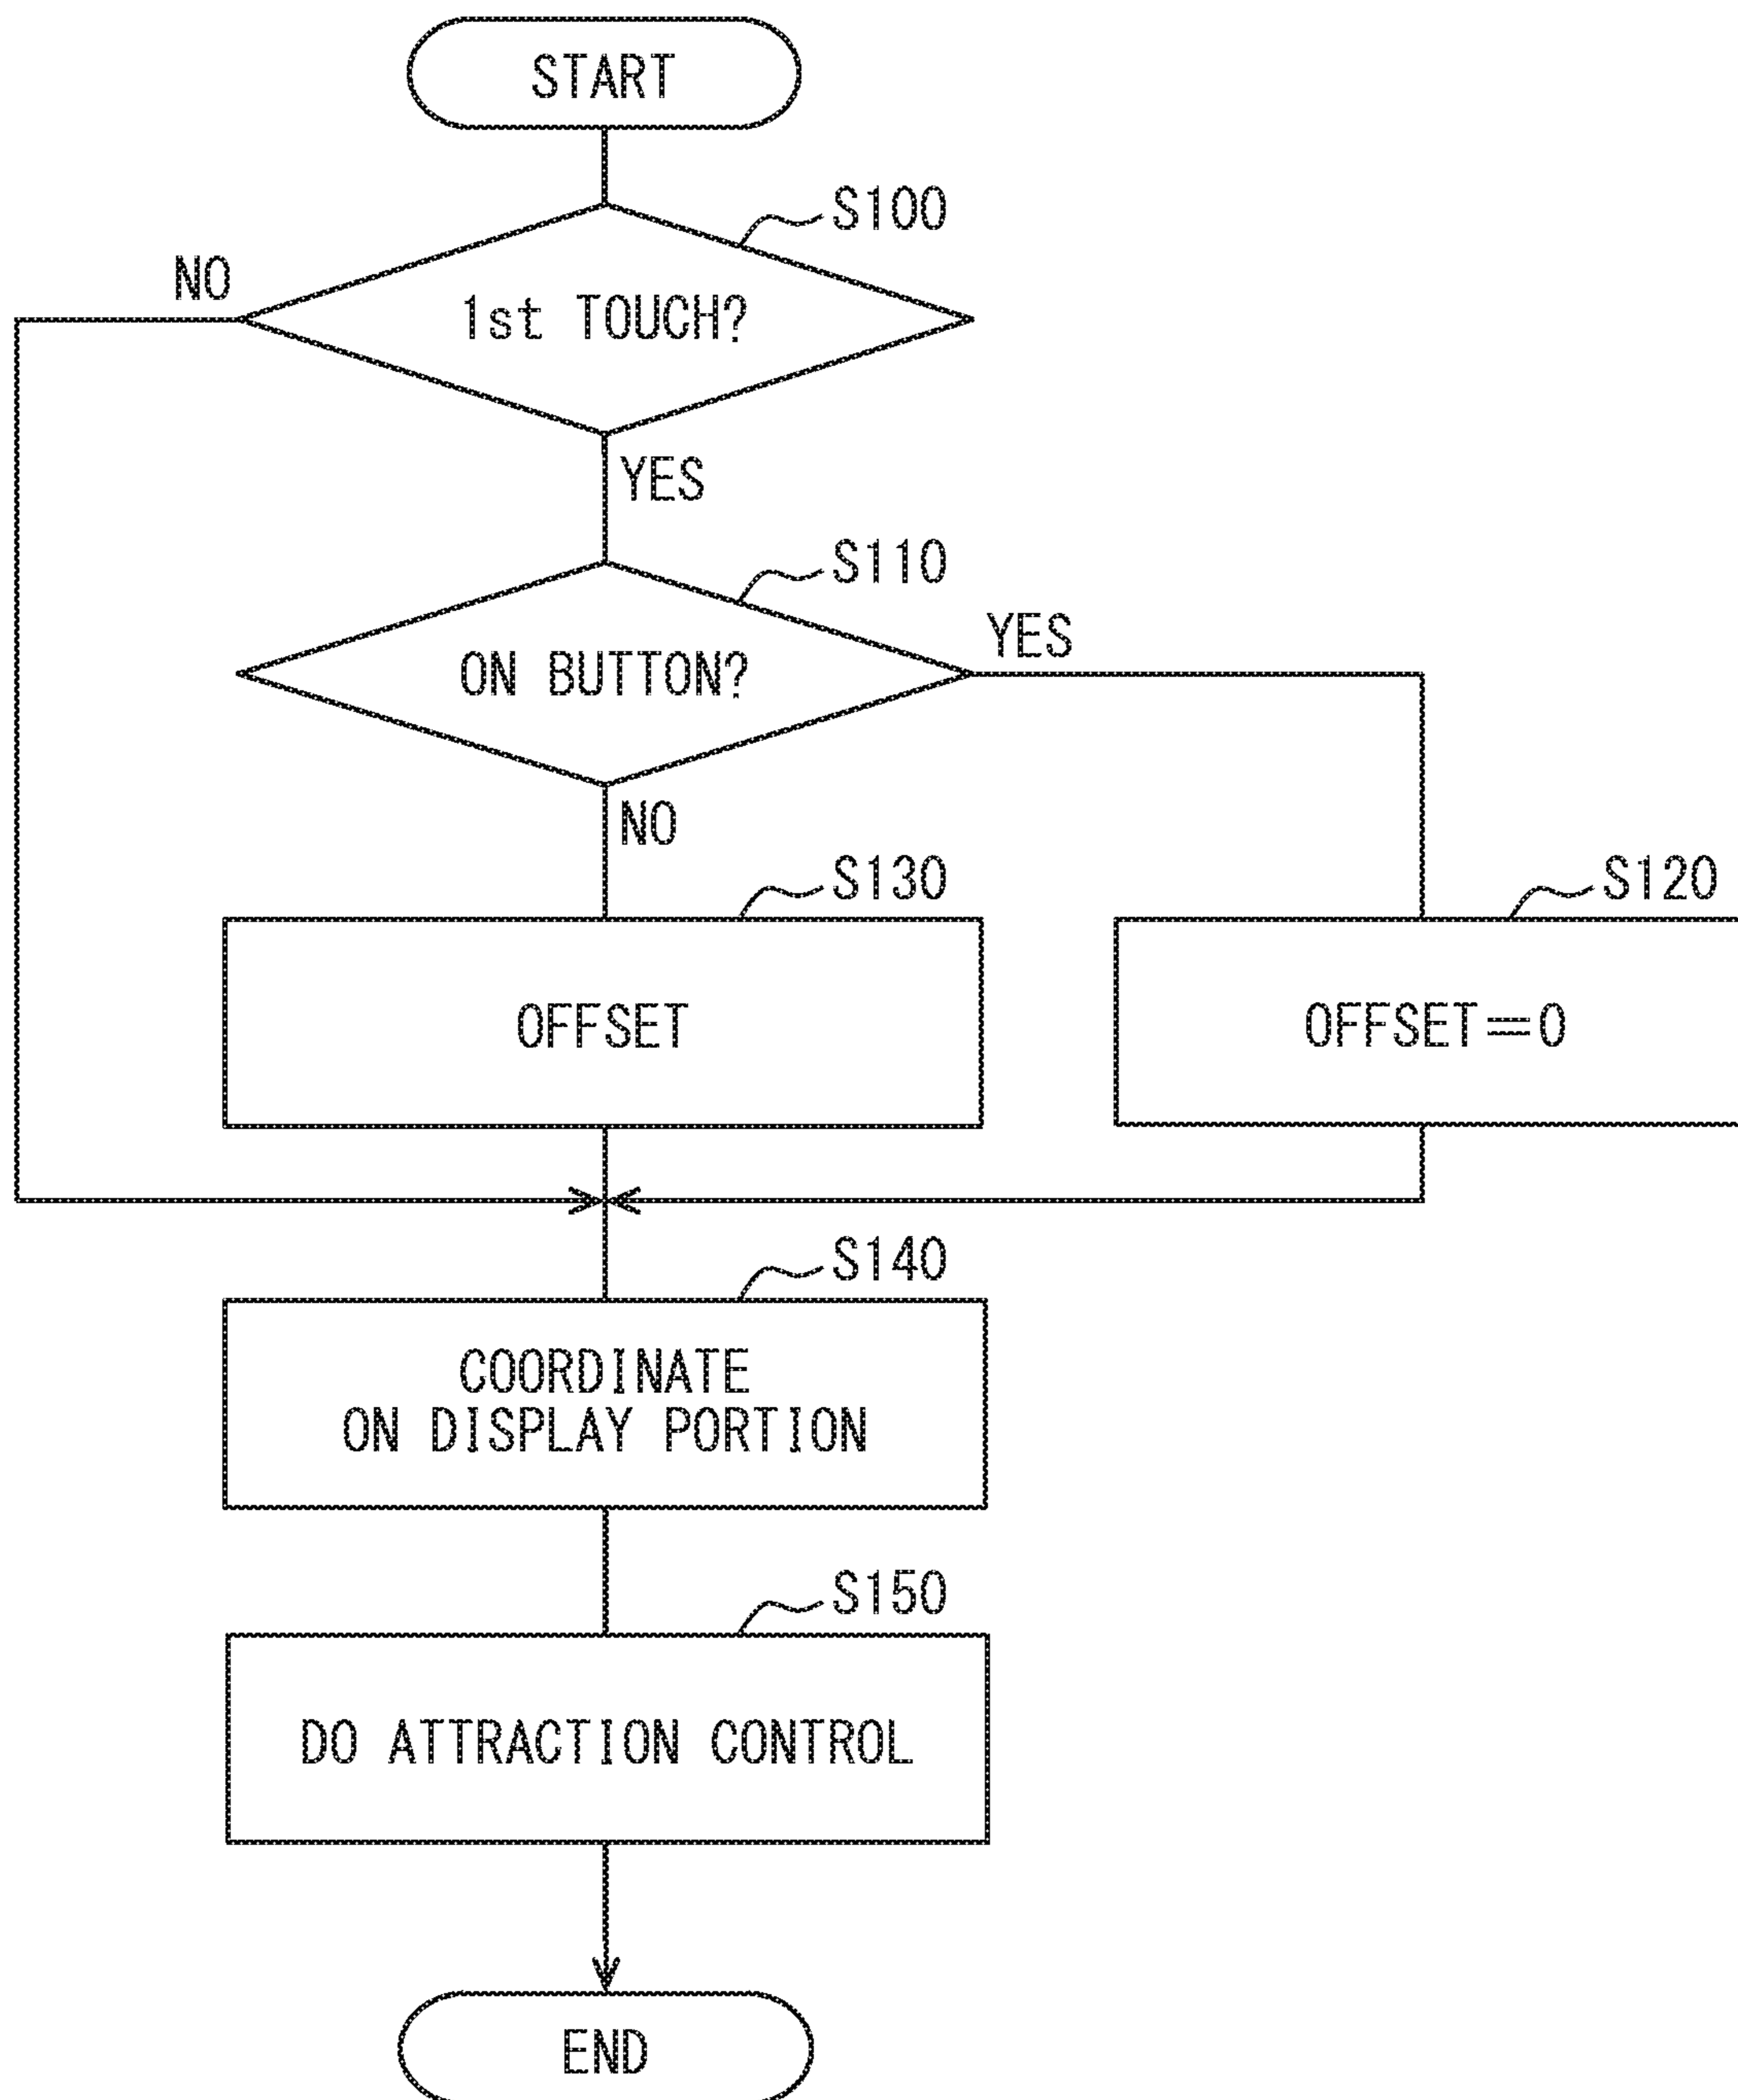 START
S100
NO
1st TOUCH?
YES
S110
YES
ON BUTTON?
NO
S130
S120
OFFSET
OFFSET=0
S140
COORDINATE
ON DISPLAY PORTION
S150
DO ATTRACTION CONTROL
END